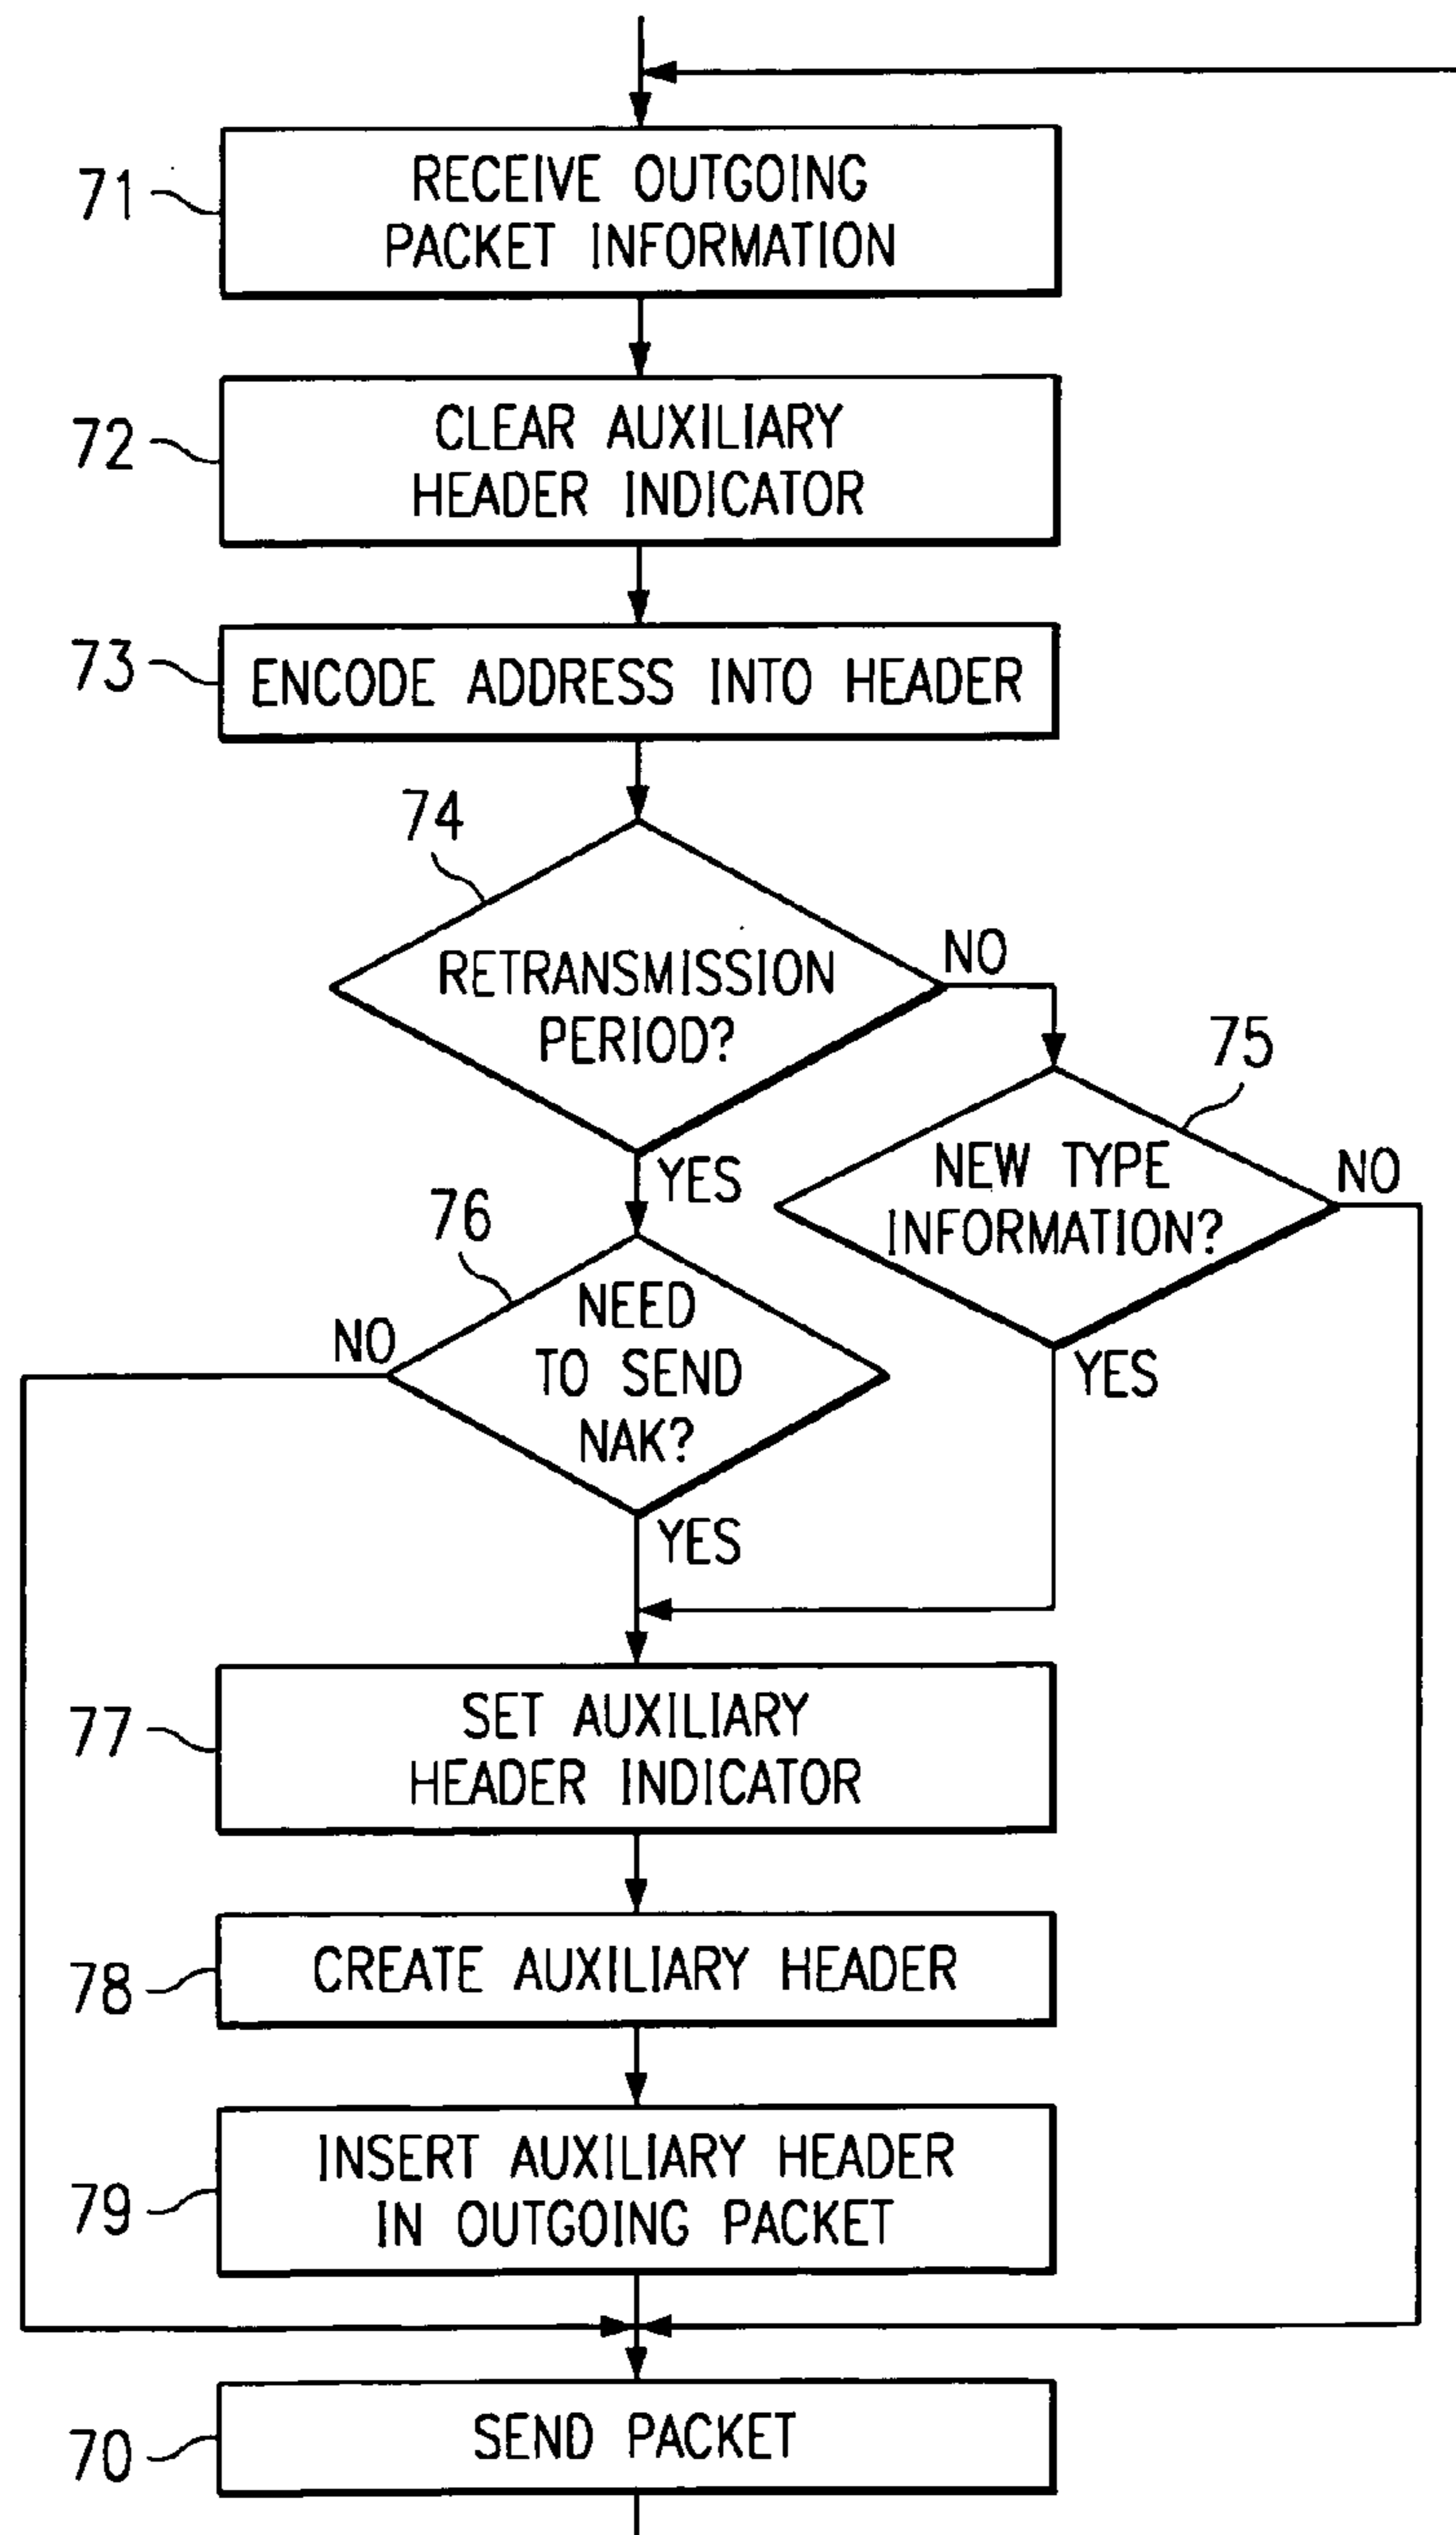 71
RECEIVE OUTGOING
PACKET INFORMATION
72
CLEAR AUXILIARY
HEADER INDICATOR
73
ENCODE ADDRESS INTO HEADER
74
RETRANSMISSION
PERIOD?
NO
YES
75
NEW TYPE
INFORMATION?
NO
YES
76
NEED
TO SEND
NAK?
NO
YES
77
SET AUXILIARY
HEADER INDICATOR
78
CREATE AUXILIARY HEADER
79
INSERT AUXILIARY HEADER
IN OUTGOING PACKET
70
SEND PACKET